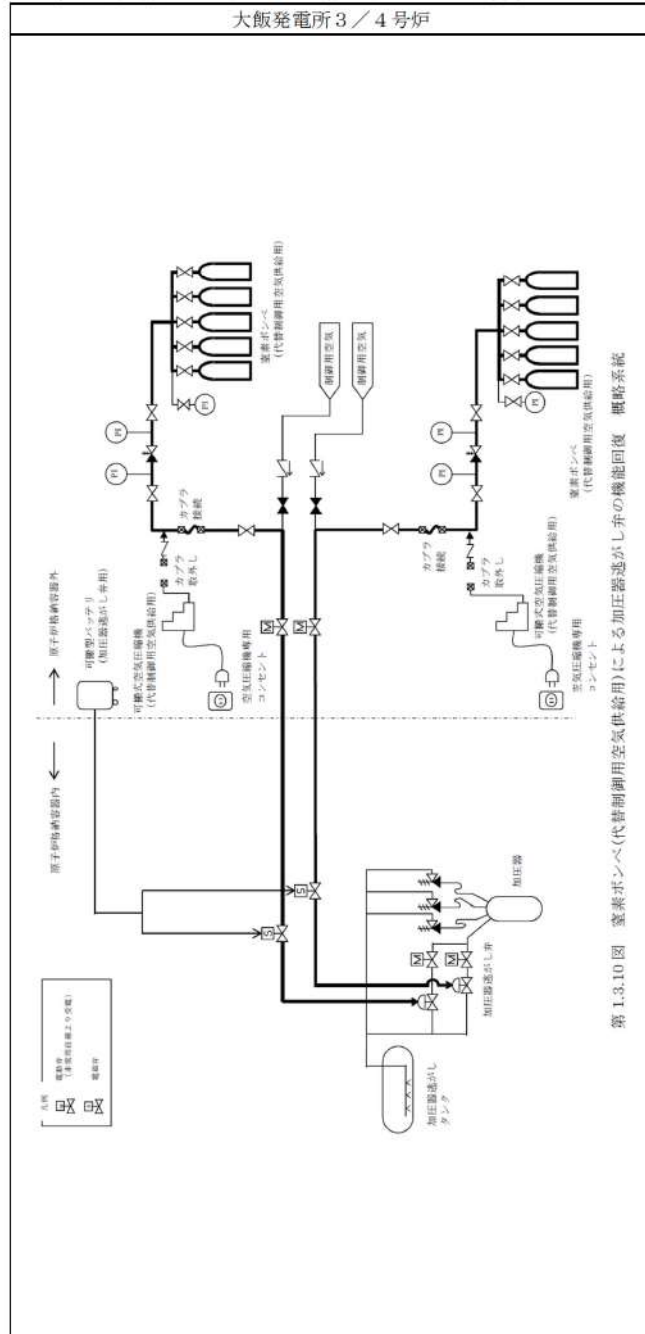 大飯発電所3／4号炉
凡例
電動弁
電磁弁
原子炉格納容器内
原子炉格納容器外
可搬型バッテリ
(加圧器逃がし弁用)
可搬式空気圧縮機
(代替制御用空気供給用)
空気圧縮機専用
コンセント
カプラ
取外し
カプラ
接続
PI
PI
PI
窒素ボンベ
(代替制御用空気供給用)
制御用空気
制御用空気
M
M
S
S
カプラ
接続
カプラ
取外し
可搬式空気圧縮機
(代替制御用空気供給用)
空気圧縮機専用
コンセント
PI
PI
PI
窒素ボンベ
(代替制御用空気供給用)
M
M
加圧器逃がし
タンク
加圧器逃がし弁
加圧器
第1.3.10図　窒素ボンベ(代替制御用空気供給用)による加圧器逃がし弁の機能回復　概略系統